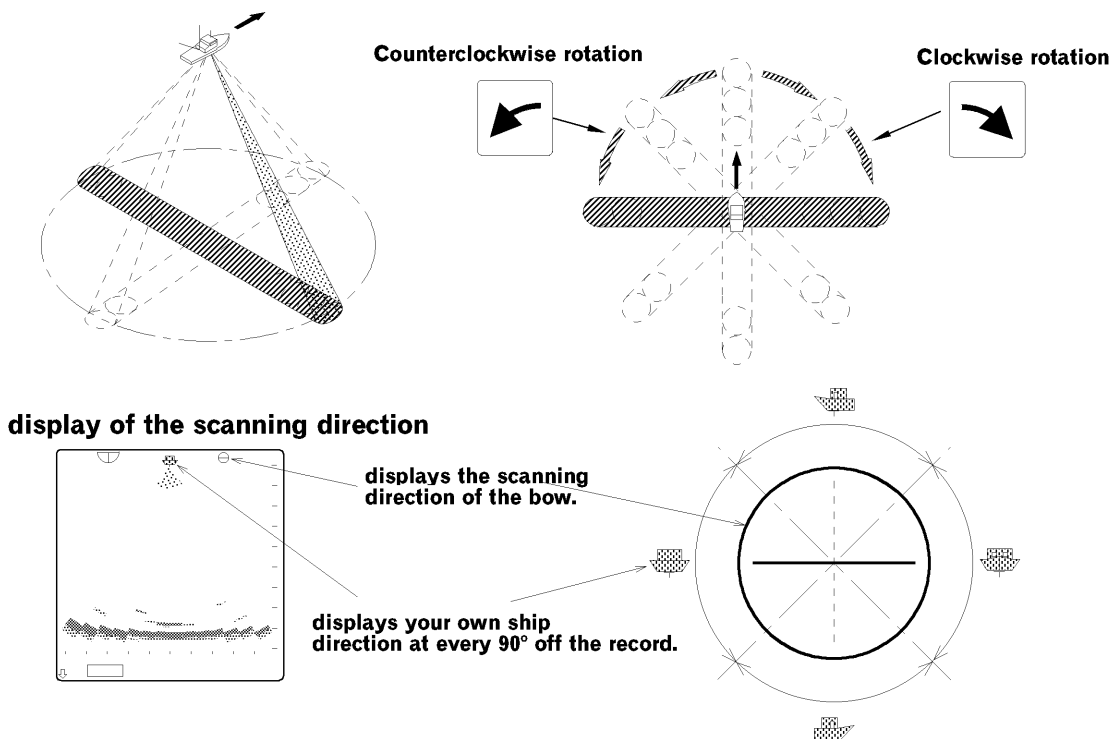 Counterclockwise rotation
Clockwise rotation
display of the scanning direction
displays the scanning
direction of the bow.
displays your own ship
direction at every 90° off the record.